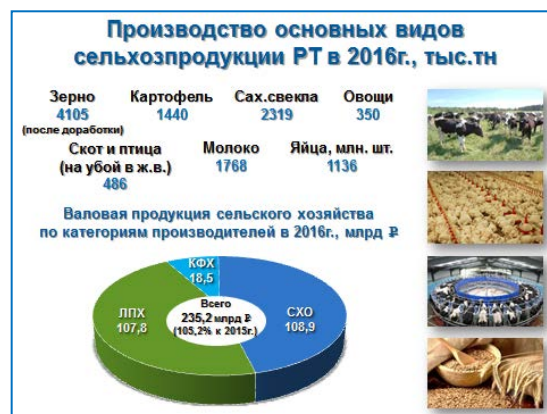 Производство основных видов
сельхозпродукции РТ в 2016г., тыс.тн
Зерно Картофель Сах.свекла Овощи
4105 1440 2319 350
(после доработки)
Скот и птица Молоко Яйца, млн. шт.
(на убой в ж.в.) 1768 1136
486
Валовая продукция сельского хозяйства
по категориям производителей в 2016г., млрд ₽
КФХ
18,5
ЛПХ
107,8
Всего
235,2 млрд ₽
(105,2% к 2015г.)
СХО
108,9